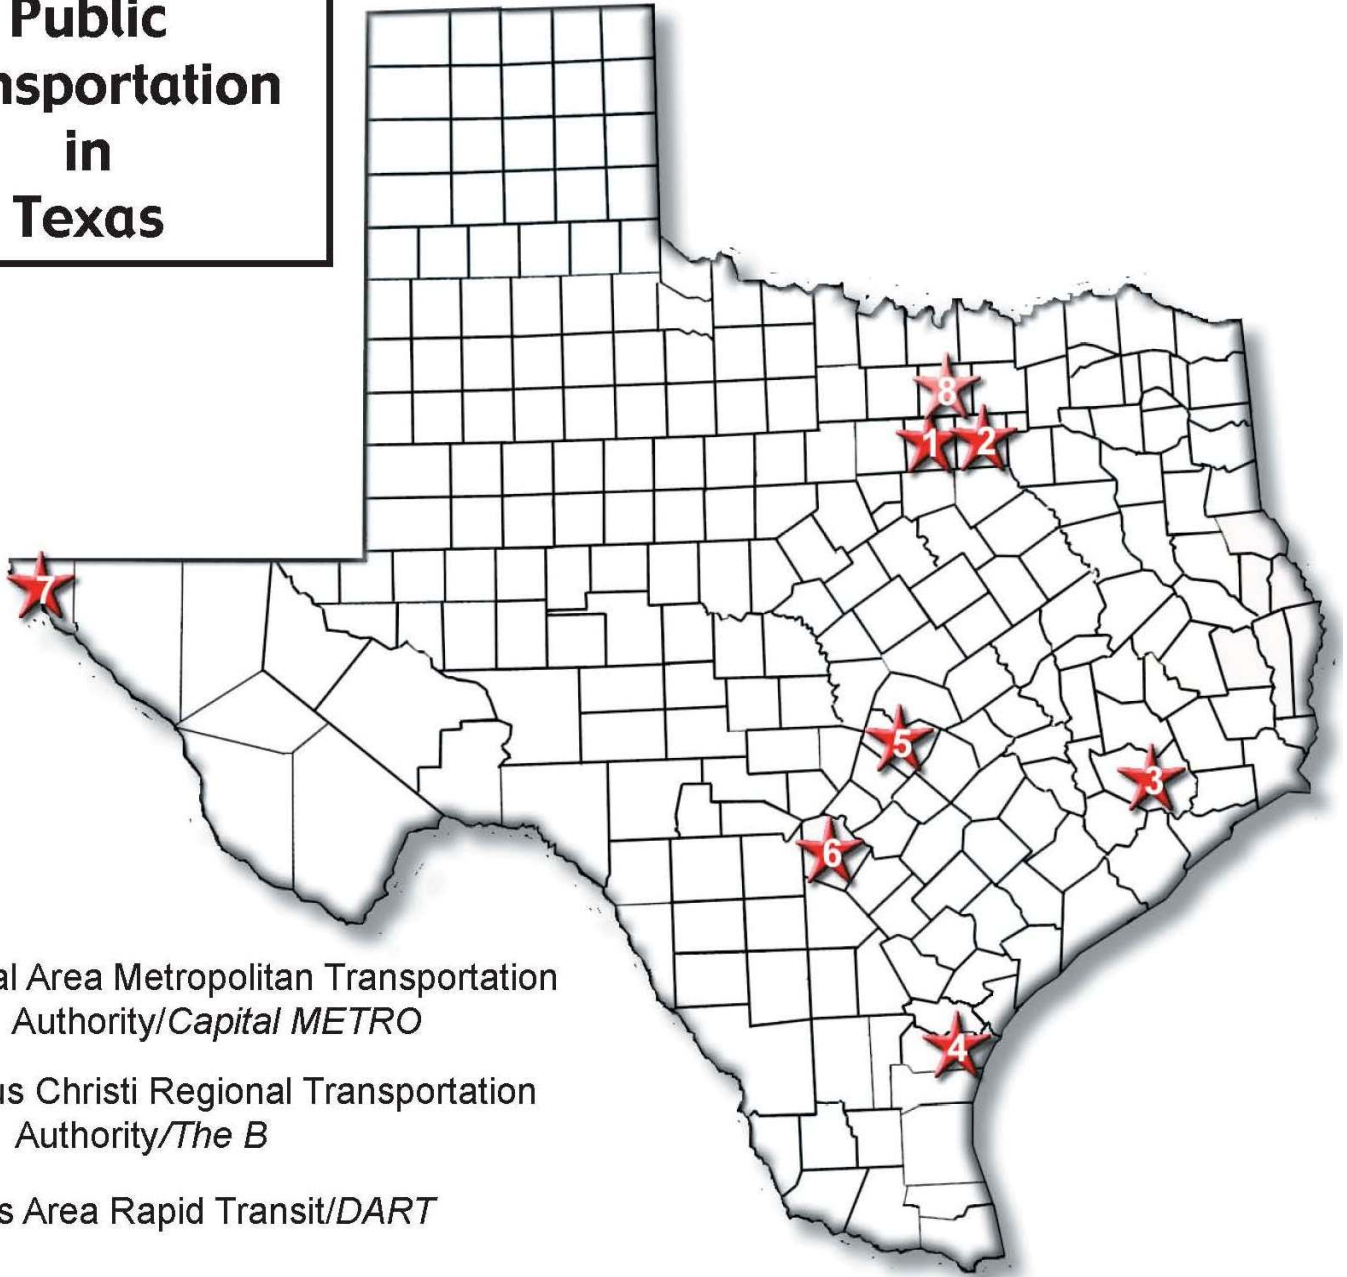 Public
nsportation
in
Texas
8
1 2
7
5
3
6
4
al Area Metropolitan Transportation
Authority/Capital METRO
us Christi Regional Transportation
Authority/The B
s Area Rapid Transit/DART